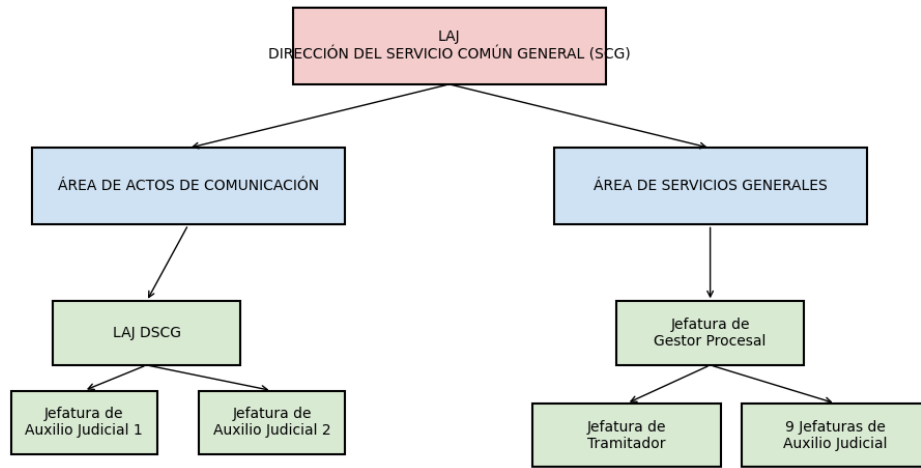 LAJ
DIRECCIÓN DEL SERVICIO COMÚN GENERAL (SCG)
ÁREA DE ACTOS DE COMUNICACIÓN
ÁREA DE SERVICIOS GENERALES
LAJ DSCG
Jefatura de
Gestor Procesal
Jefatura de
Auxilio Judicial 1
Jefatura de
Auxilio Judicial 2
Jefatura de
Tramitador
9 Jefaturas de
Auxilio Judicial